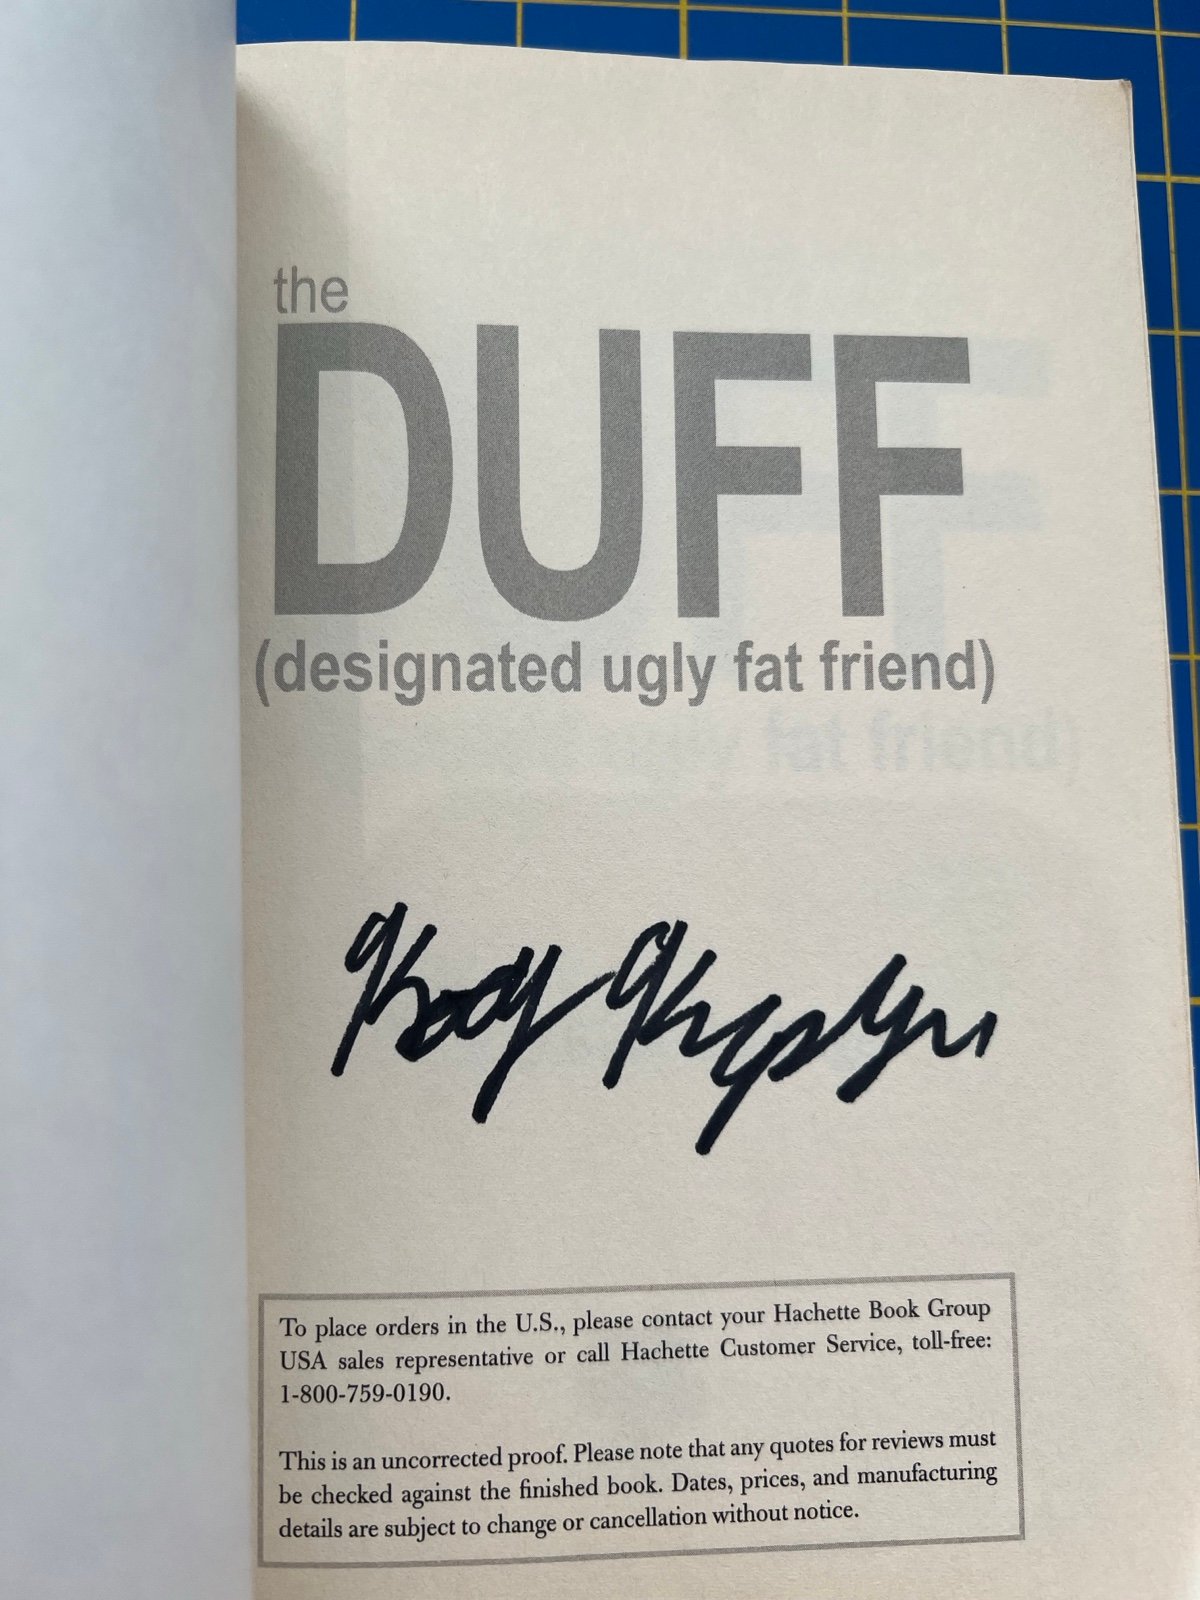 the
DUFF
(designated ugly fat friend)
Kody Keplinger
To place orders in the U.S., please contact your Hachette Book Group
USA sales representative or call Hachette Customer Service, toll-free:
1-800-759-0190.
This is an uncorrected proof. Please note that any quotes for reviews must
be checked against the finished book. Dates, prices, and manufacturing
details are subject to change or cancellation without notice.